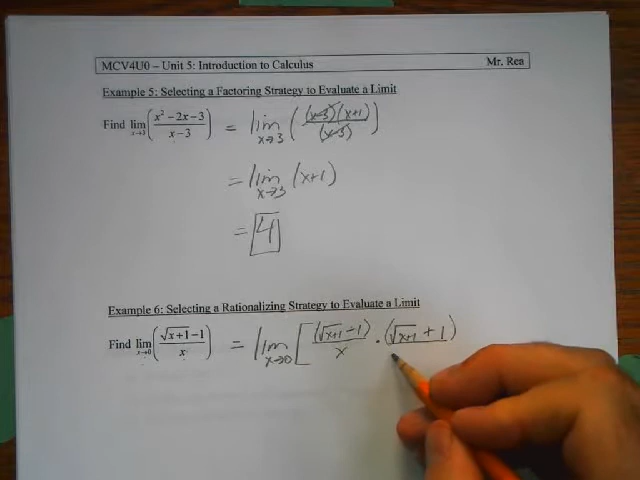 MCV4U0 – Unit 5: Introduction to Calculus Mr. Rea
Example 5: Selecting a Factoring Strategy to Evaluate a Limit
Find lim x→3 ((x² − 2x − 3)/(x − 3)) = lim x→3 ((x−3)(x+1)/(x−3))
= lim x→3 (x+1)
= 4
Example 6: Selecting a Rationalizing Strategy to Evaluate a Limit
Find lim x→0 ((√(x+1) − 1)/x) = lim x→0 [ (√(x+1) − 1)/x · (√(x+1) + 1)